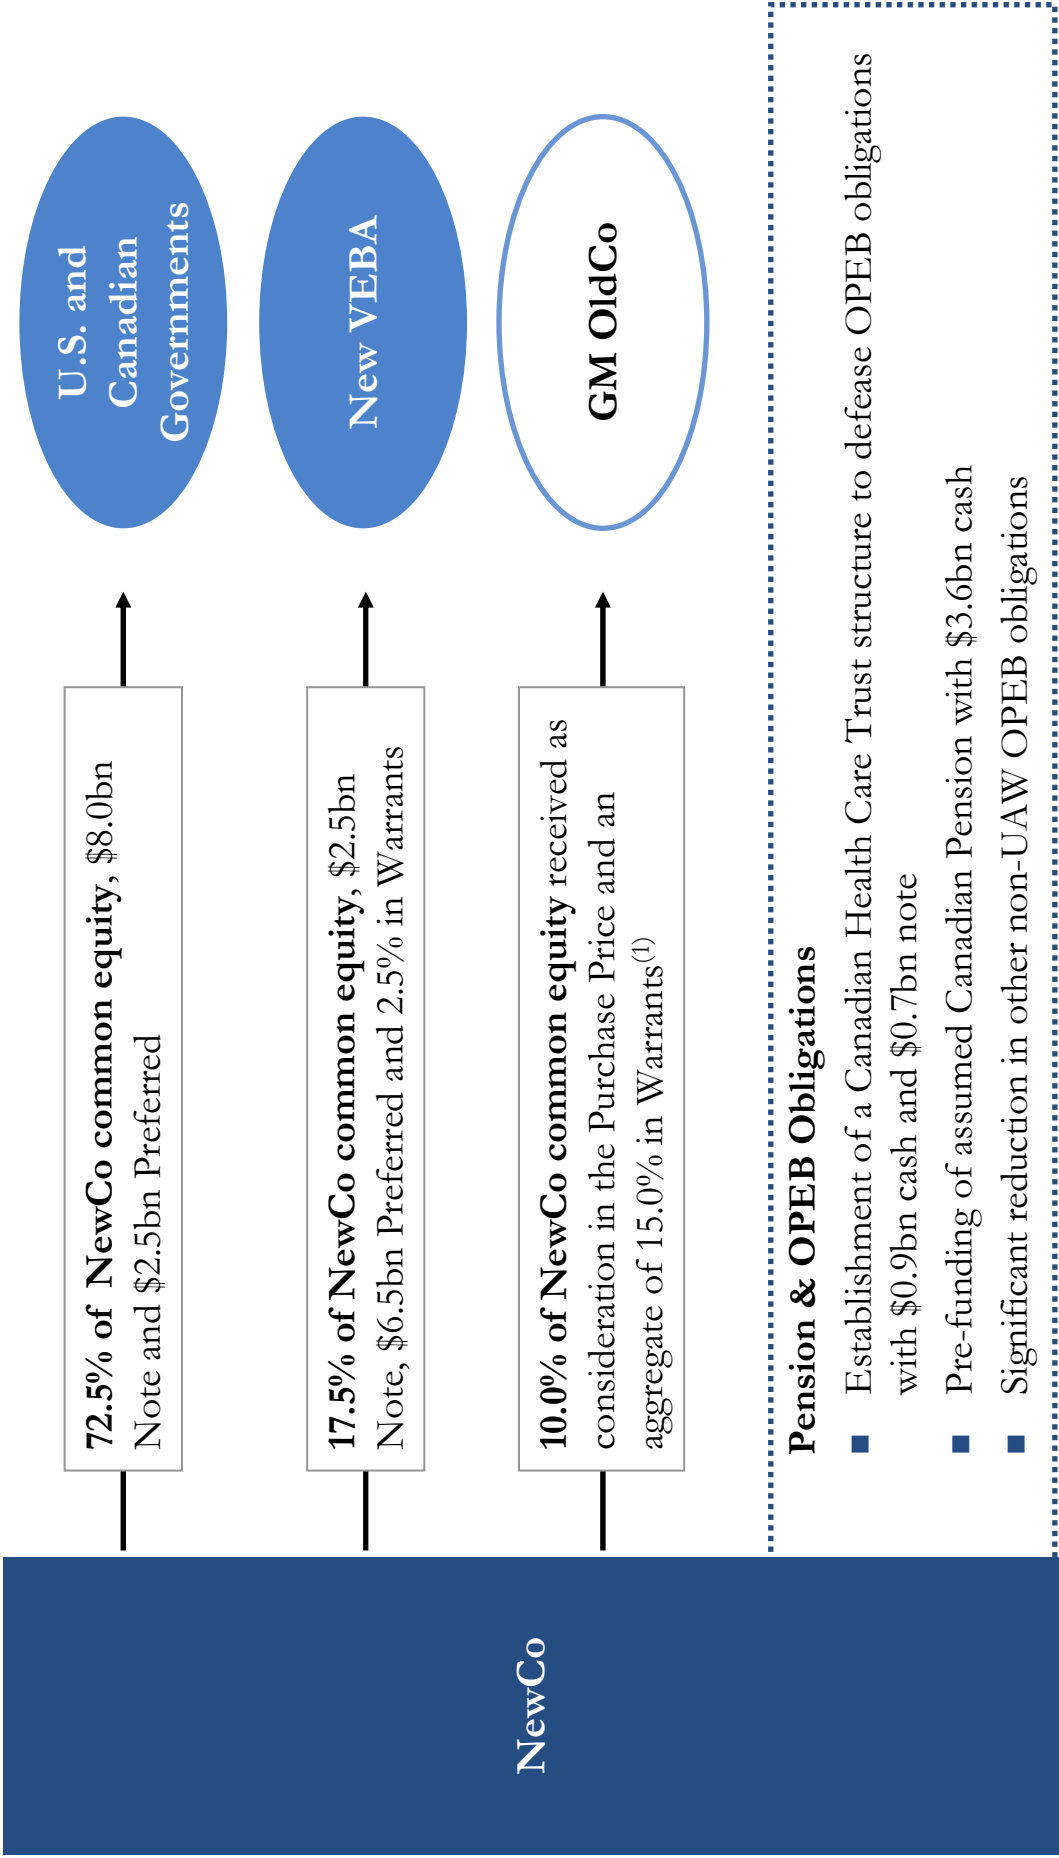 NewCo
72.5% of NewCo common equity, $8.0bn
Note and $2.5bn Preferred
U.S. and
Canadian
Governments
17.5% of NewCo common equity, $2.5bn
Note, $6.5bn Preferred and 2.5% in Warrants
New VEBA
10.0% of NewCo common equity received as
consideration in the Purchase Price and an
aggregate of 15.0% in Warrants(1)
GM OldCo
Pension & OPEB Obligations
■ Establishment of a Canadian Health Care Trust structure to defease OPEB obligations
with $0.9bn cash and $0.7bn note
■ Pre-funding of assumed Canadian Pension with $3.6bn cash
■ Significant reduction in other non-UAW OPEB obligations